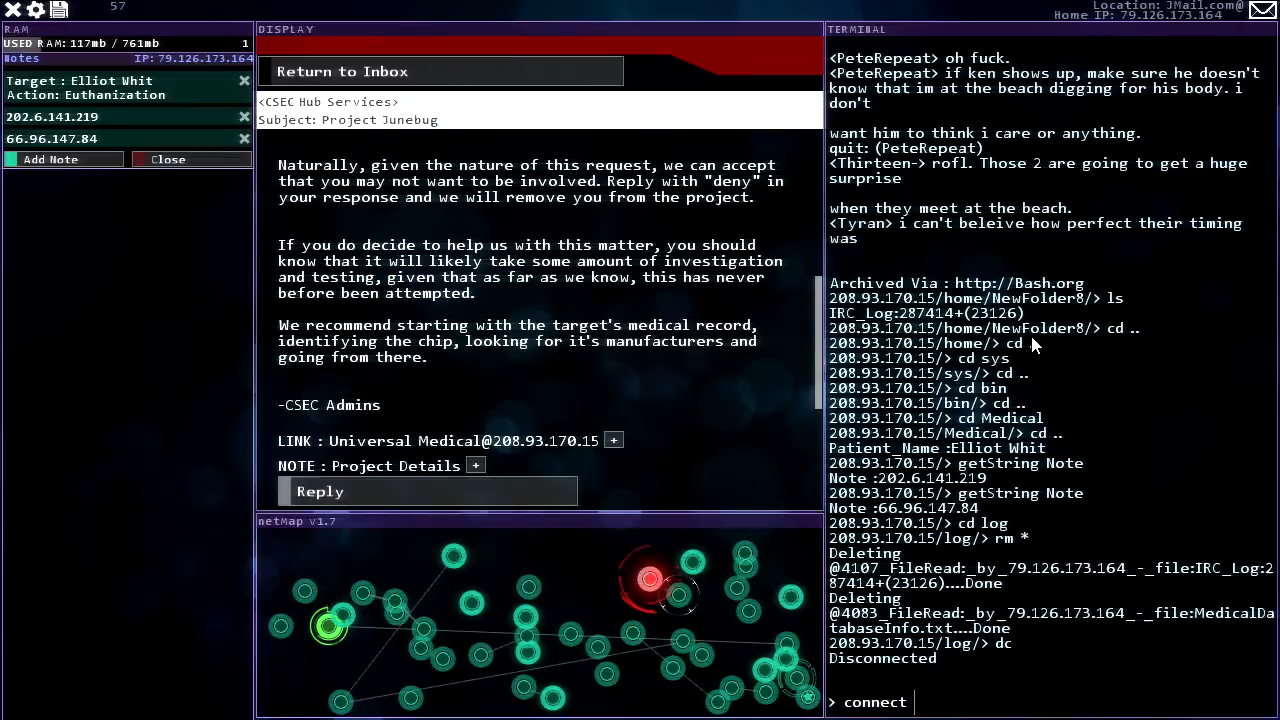 57
Location: JMail.com@
Home IP: 79.126.173.164
RAM
USED RAM: 117mb / 761mb 1
Notes IP: 79.126.173.164
Target : Elliot Whit
Action: Euthanization
202.6.141.219
66.96.147.84
Add Note Close
DISPLAY
Return to Inbox
<CSEC Hub Services>
Subject: Project Junebug
Naturally, given the nature of this request, we can accept
that you may not want to be involved. Reply with "deny" in
your response and we will remove you from the project.
If you do decide to help us with this matter, you should
know that it will likely take some amount of investigation
and testing, given that as far as we know, this has never
before been attempted.
We recommend starting with the target's medical record,
identifying the chip, looking for it's manufacturers and
going from there.
-CSEC Admins
LINK : Universal Medical@208.93.170.15 +
NOTE : Project Details +
Reply
netMap v1.7
TERMINAL
<PeteRepeat> oh fuck.
<PeteRepeat> if ken shows up, make sure he doesn't
know that im at the beach digging for his body. i
don't
want him to think i care or anything.
quit: (PeteRepeat)
<Thirteen-> rofl. Those 2 are going to get a huge
surprise
when they meet at the beach.
<Tyran> i can't beleive how perfect their timing
was
Archived Via : http://Bash.org
208.93.170.15/home/NewFolder8/> ls
IRC_Log:287414+(23126)
208.93.170.15/home/NewFolder8/> cd ..
208.93.170.15/home/> cd
208.93.170.15/> cd sys
208.93.170.15/sys/> cd ..
208.93.170.15/> cd bin
208.93.170.15/bin/> cd ..
208.93.170.15/> cd Medical
208.93.170.15/Medical/> cd ..
Patient_Name :Elliot Whit
208.93.170.15/> getString Note
Note :202.6.141.219
208.93.170.15/> getString Note
Note :66.96.147.84
208.93.170.15/> cd log
208.93.170.15/log/> rm *
Deleting
@4107_FileRead:_by_79.126.173.164_-_file:IRC_Log:2
87414+(23126)....Done
Deleting
@4083_FileRead:_by_79.126.173.164_-_file:MedicalDa
tabaseInfo.txt....Done
208.93.170.15/log/> dc
Disconnected
> connect